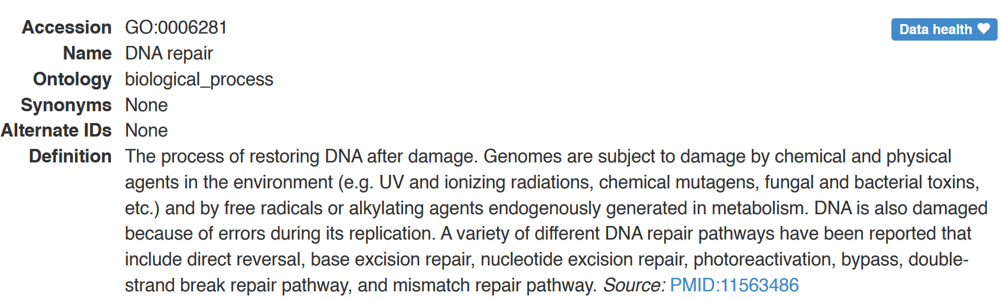 Accession GO:0006281
Data health
Name DNA repair
Ontology biological_process
Synonyms None
Alternate IDs None
Definition The process of restoring DNA after damage. Genomes are subject to damage by chemical and physical
agents in the environment (e.g. UV and ionizing radiations, chemical mutagens, fungal and bacterial toxins,
etc.) and by free radicals or alkylating agents endogenously generated in metabolism. DNA is also damaged
because of errors during its replication. A variety of different DNA repair pathways have been reported that
include direct reversal, base excision repair, nucleotide excision repair, photoreactivation, bypass, double-
strand break repair pathway, and mismatch repair pathway. Source: PMID:11563486